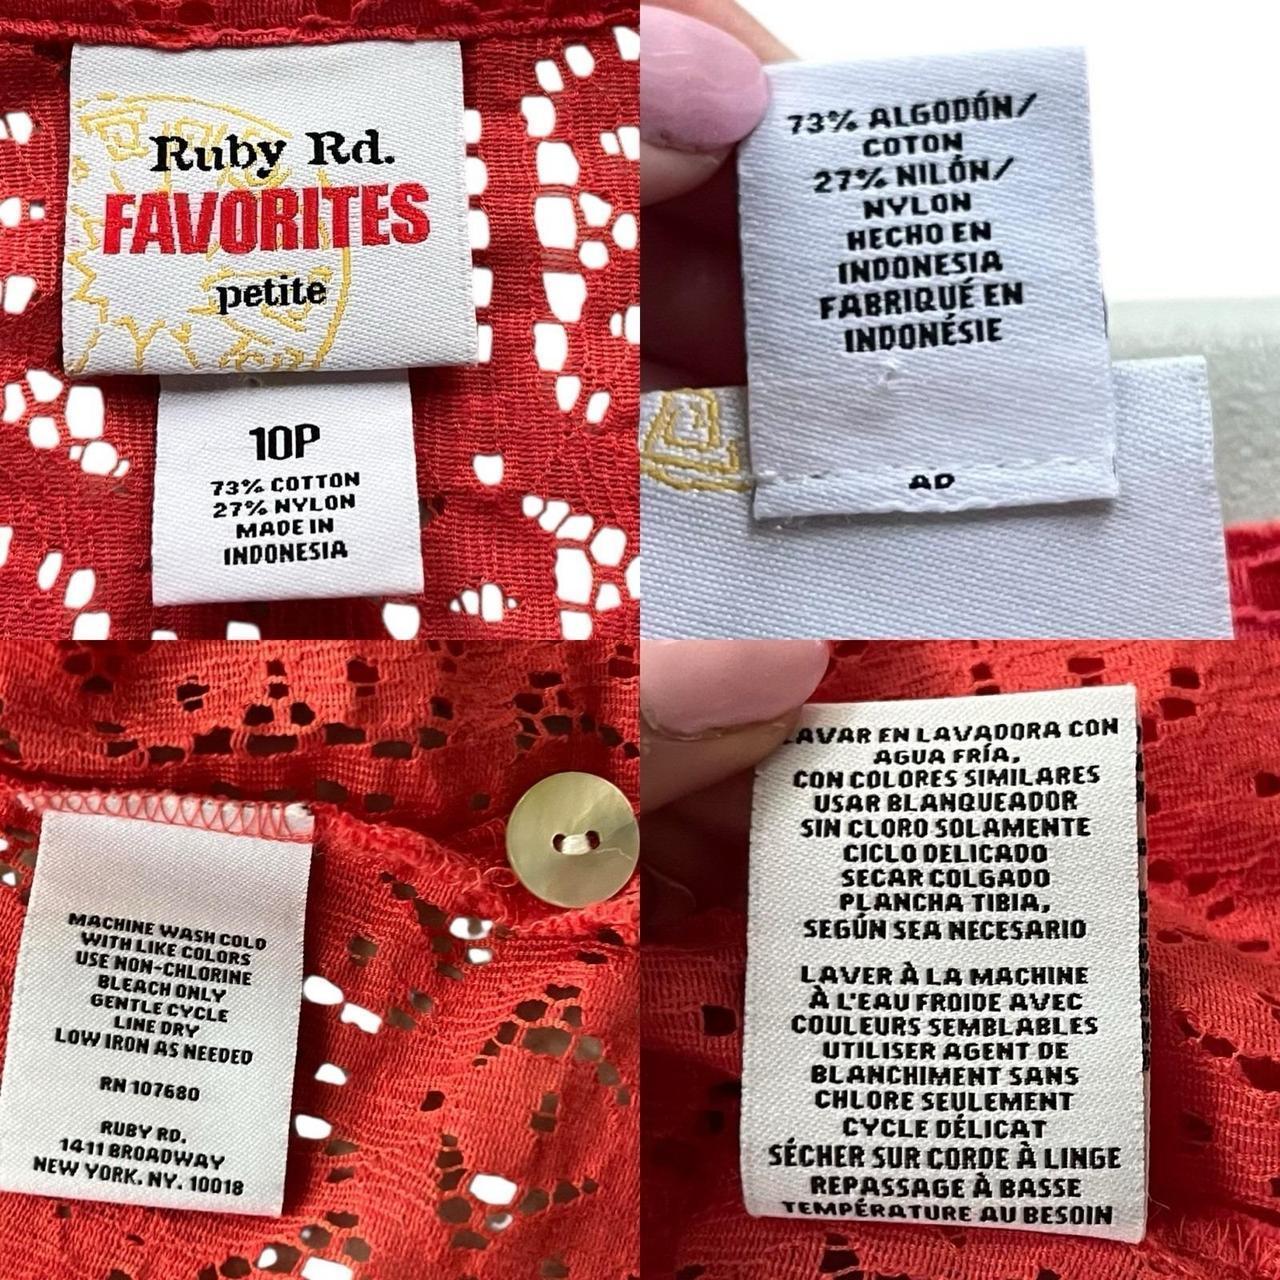 Ruby Rd.
FAVORITES
petite
10P
73% COTTON
27% NYLON
MADE IN
INDONESIA
73% ALGODÓN/
COTON
27% NILÓN/
NYLON
HECHO EN
INDONESIA
FABRIQUÉ EN
INDONÉSIE
AD
MACHINE WASH COLD
WITH LIKE COLORS
USE NON-CHLORINE
BLEACH ONLY
GENTLE CYCLE
LINE DRY
LOW IRON AS NEEDED
RN 107680
RUBY RD.
1411 BROADWAY
NEW YORK. NY. 10018
LAVAR EN LAVADORA CON
AGUA FRÍA,
CON COLORES SIMILARES
USAR BLANQUEADOR
SIN CLORO SOLAMENTE
CICLO DELICADO
SECAR COLGADO
PLANCHA TIBIA,
SEGÚN SEA NECESARIO
LAVER À LA MACHINE
À L'EAU FROIDE AVEC
COULEURS SEMBLABLES
UTILISER AGENT DE
BLANCHIMENT SANS
CHLORE SEULEMENT
CYCLE DÉLICAT
SÉCHER SUR CORDE À LINGE
REPASSAGE À BASSE
TEMPÉRATURE AU BESOIN